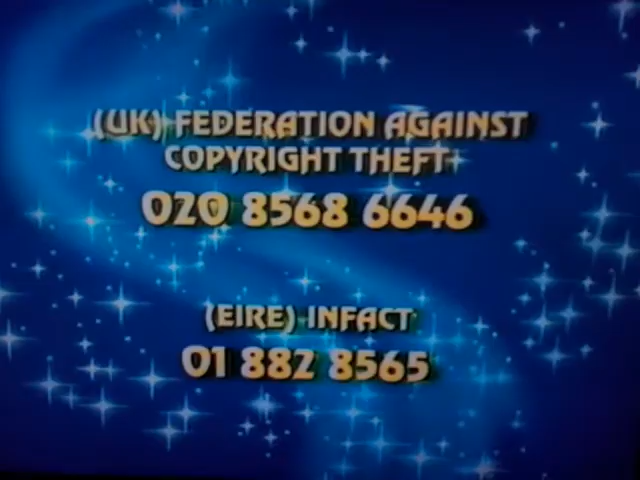 (UK) FEDERATION AGAINST
COPYRIGHT THEFT
020 8568 6646
(EIRE) INFACT
01 882 8565